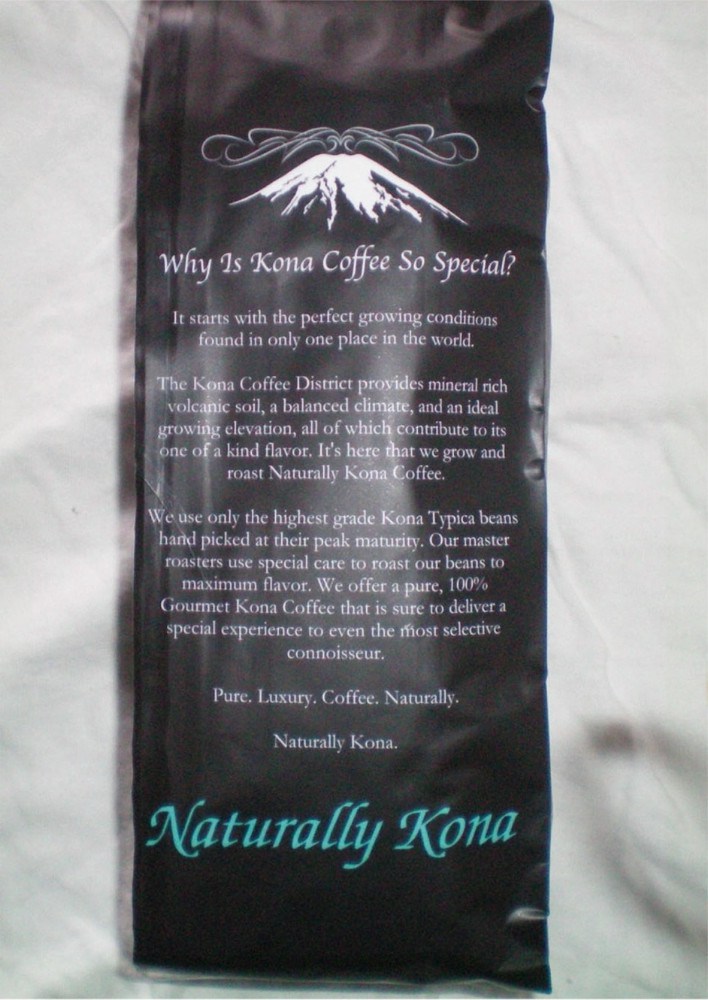 Why Is Kona Coffee So Special?
It starts with the perfect growing conditions
found in only one place in the world.
The Kona Coffee District provides mineral rich
volcanic soil, a balanced climate, and an ideal
growing elevation, all of which contribute to its
one of a kind flavor. It's here that we grow and
roast Naturally Kona Coffee.
We use only the highest grade Kona Typica beans
hand picked at their peak maturity. Our master
roasters use special care to roast our beans to
maximum flavor. We offer a pure, 100%
Gourmet Kona Coffee that is sure to deliver a
special experience to even the most selective
connoisseur.
Pure. Luxury. Coffee. Naturally.
Naturally Kona.
Naturally Kona